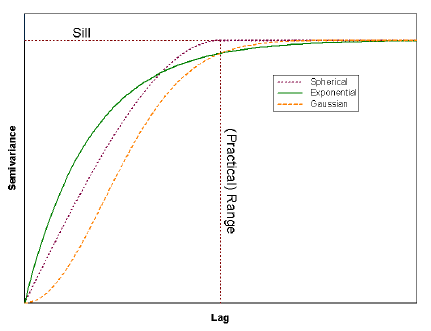 Sill
Spherical
Exponential
Gaussian
(Practical) Range
Semivariance
Lag